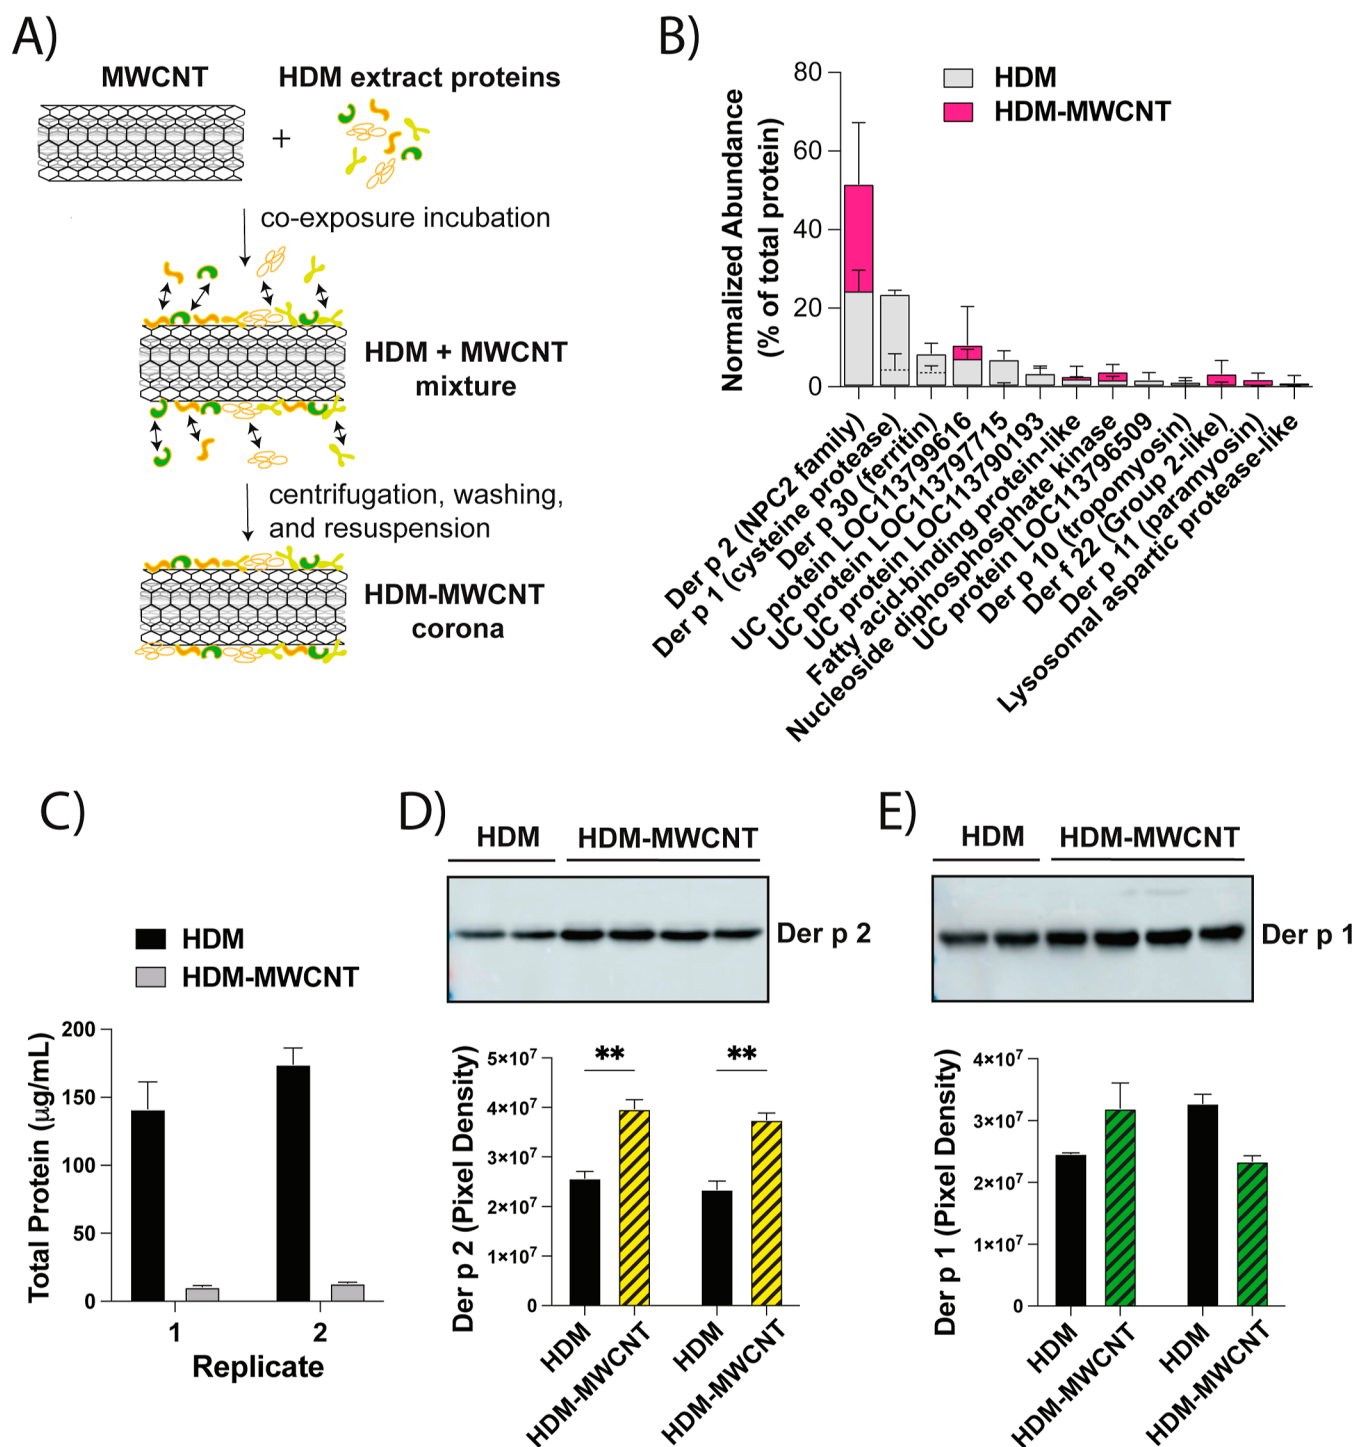 A)
MWCNT
HDM extract proteins
+
co-exposure incubation
HDM + MWCNT
mixture
centrifugation, washing,
and resuspension
HDM-MWCNT
corona
B)
HDM
HDM-MWCNT
Normalized Abundance
(% of total protein)
80
60
40
20
0
Der p 2 (NPC2 family)
Der p 1 (cysteine protease)
Der p 30 (ferritin)
UC protein LOC113799616
UC protein LOC113797715
UC protein LOC113790193
Fatty acid-binding protein-like
Nucleoside diphosphate kinase
UC protein LOC113796509
Der p 10 (tropomyosin)
Der f 22 (Group 2-like)
Der p 11 (paramyosin)
Lysosomal aspartic protease-like
C)
HDM
HDM-MWCNT
Total Protein (μg/mL)
200
150
100
50
0
1
2
Replicate
D)
HDM
HDM-MWCNT
Der p 2
Der p 2 (Pixel Density)
5×10⁷
4×10⁷
3×10⁷
2×10⁷
1×10⁷
0
**
**
HDM
HDM-MWCNT
HDM
HDM-MWCNT
E)
HDM
HDM-MWCNT
Der p 1
Der p 1 (Pixel Density)
4×10⁷
3×10⁷
2×10⁷
1×10⁷
0
HDM
HDM-MWCNT
HDM
HDM-MWCNT